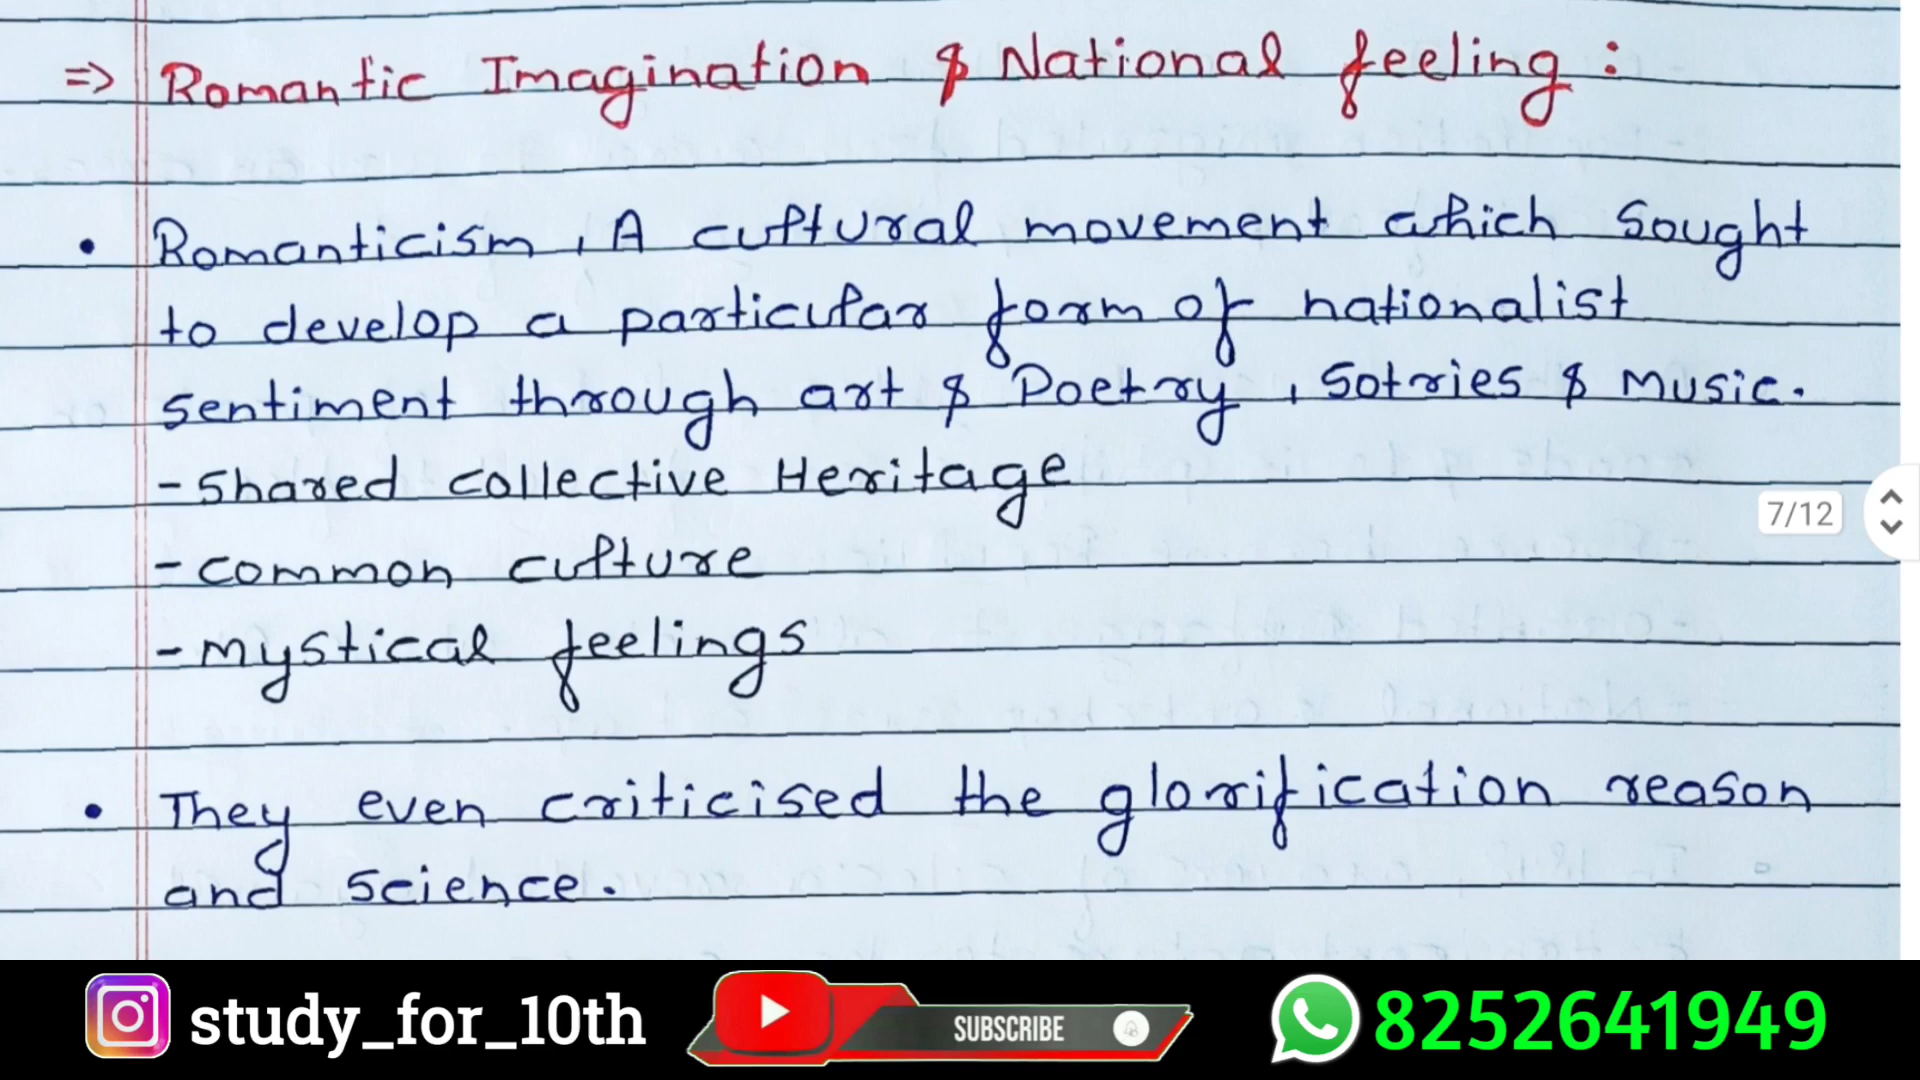 => Romantic Imagination & National feeling :
• Romanticism, A cultural movement which sought
to develop a particular form of nationalist
sentiment through art & Poetry, Sotries & Music.
- Shared collective Heritage
- common culture
- mystical feelings
7/12
• They even criticised the glorification reason
and science.
study_for_10th
SUBSCRIBE
8252641949